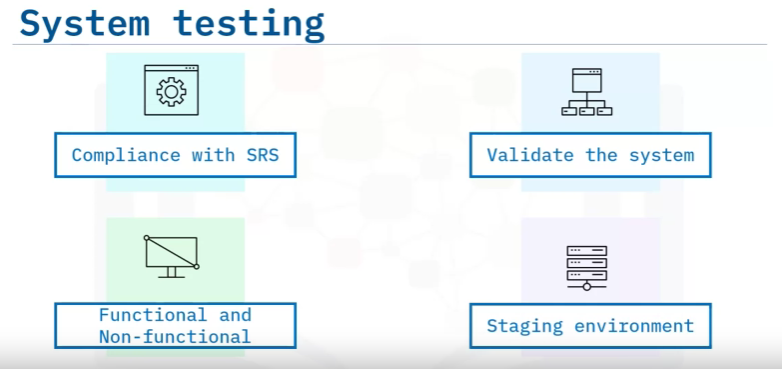 System testing
Compliance with SRS
Validate the system
Functional and
Non-functional
Staging environment